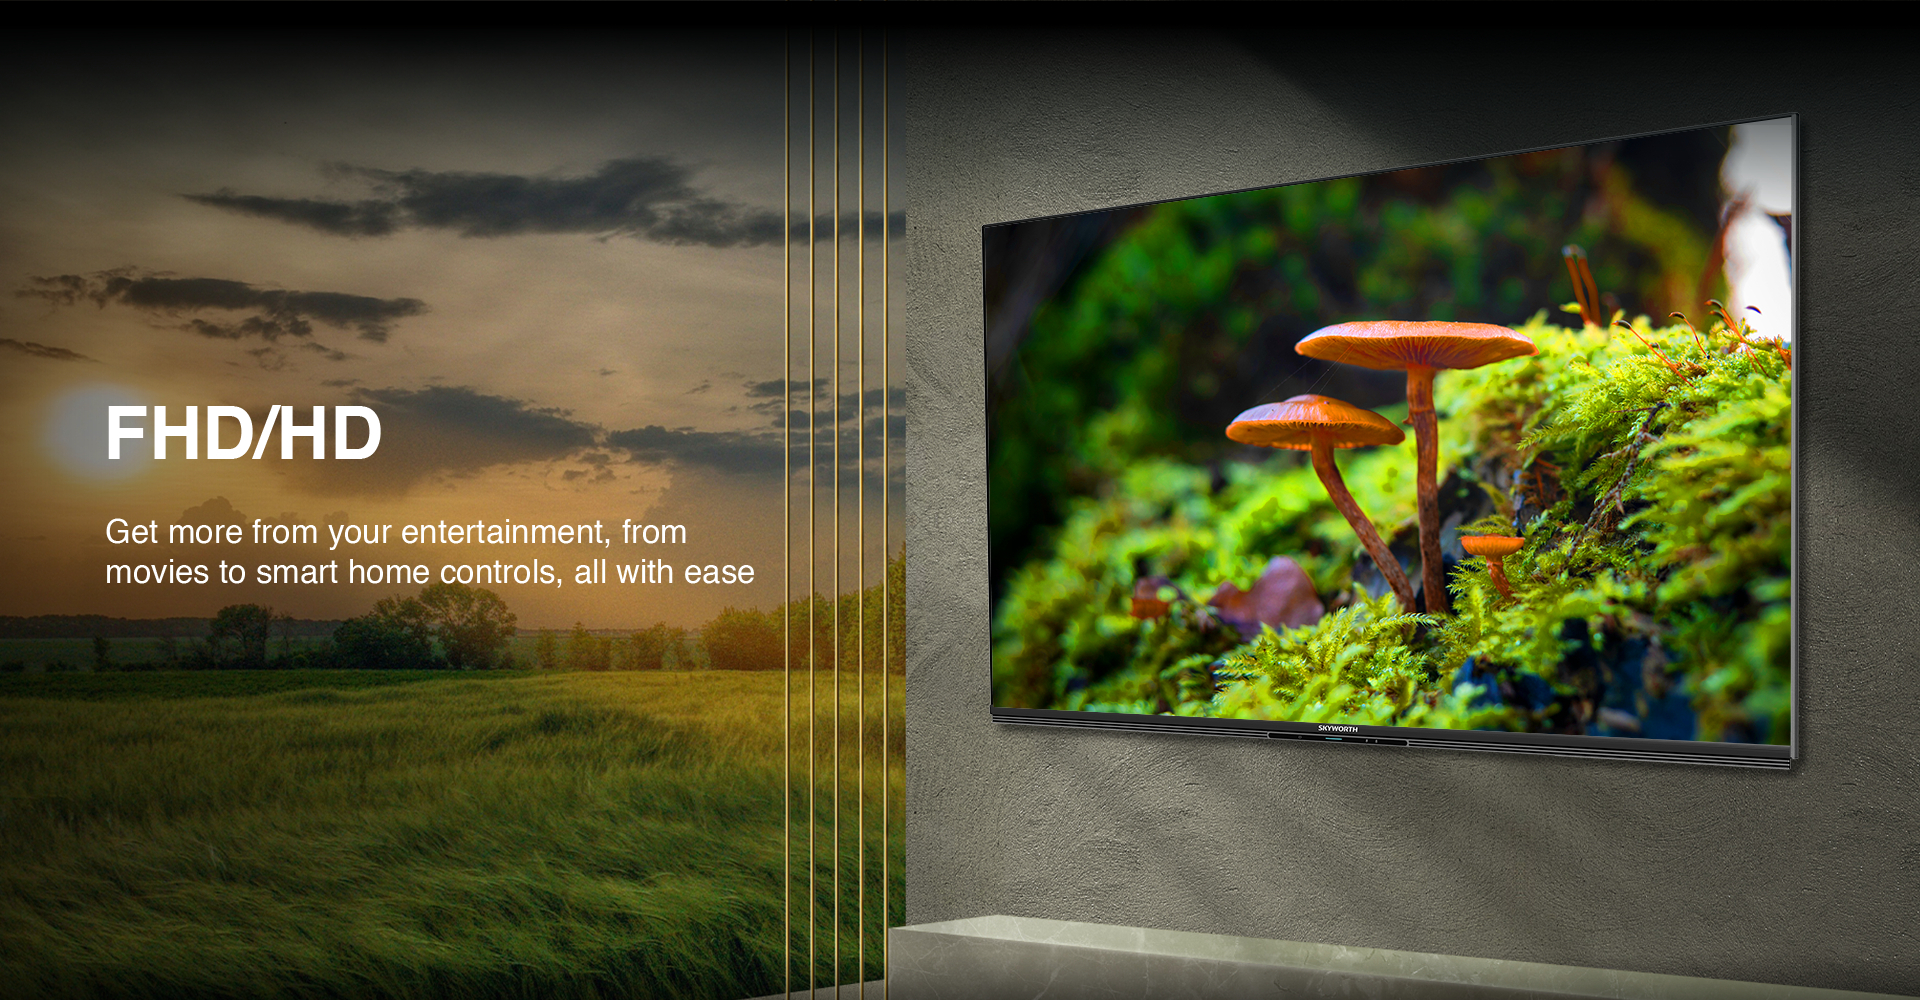 FHD/HD
Get more from your entertainment, from
movies to smart home controls, all with ease
SKYWORTH